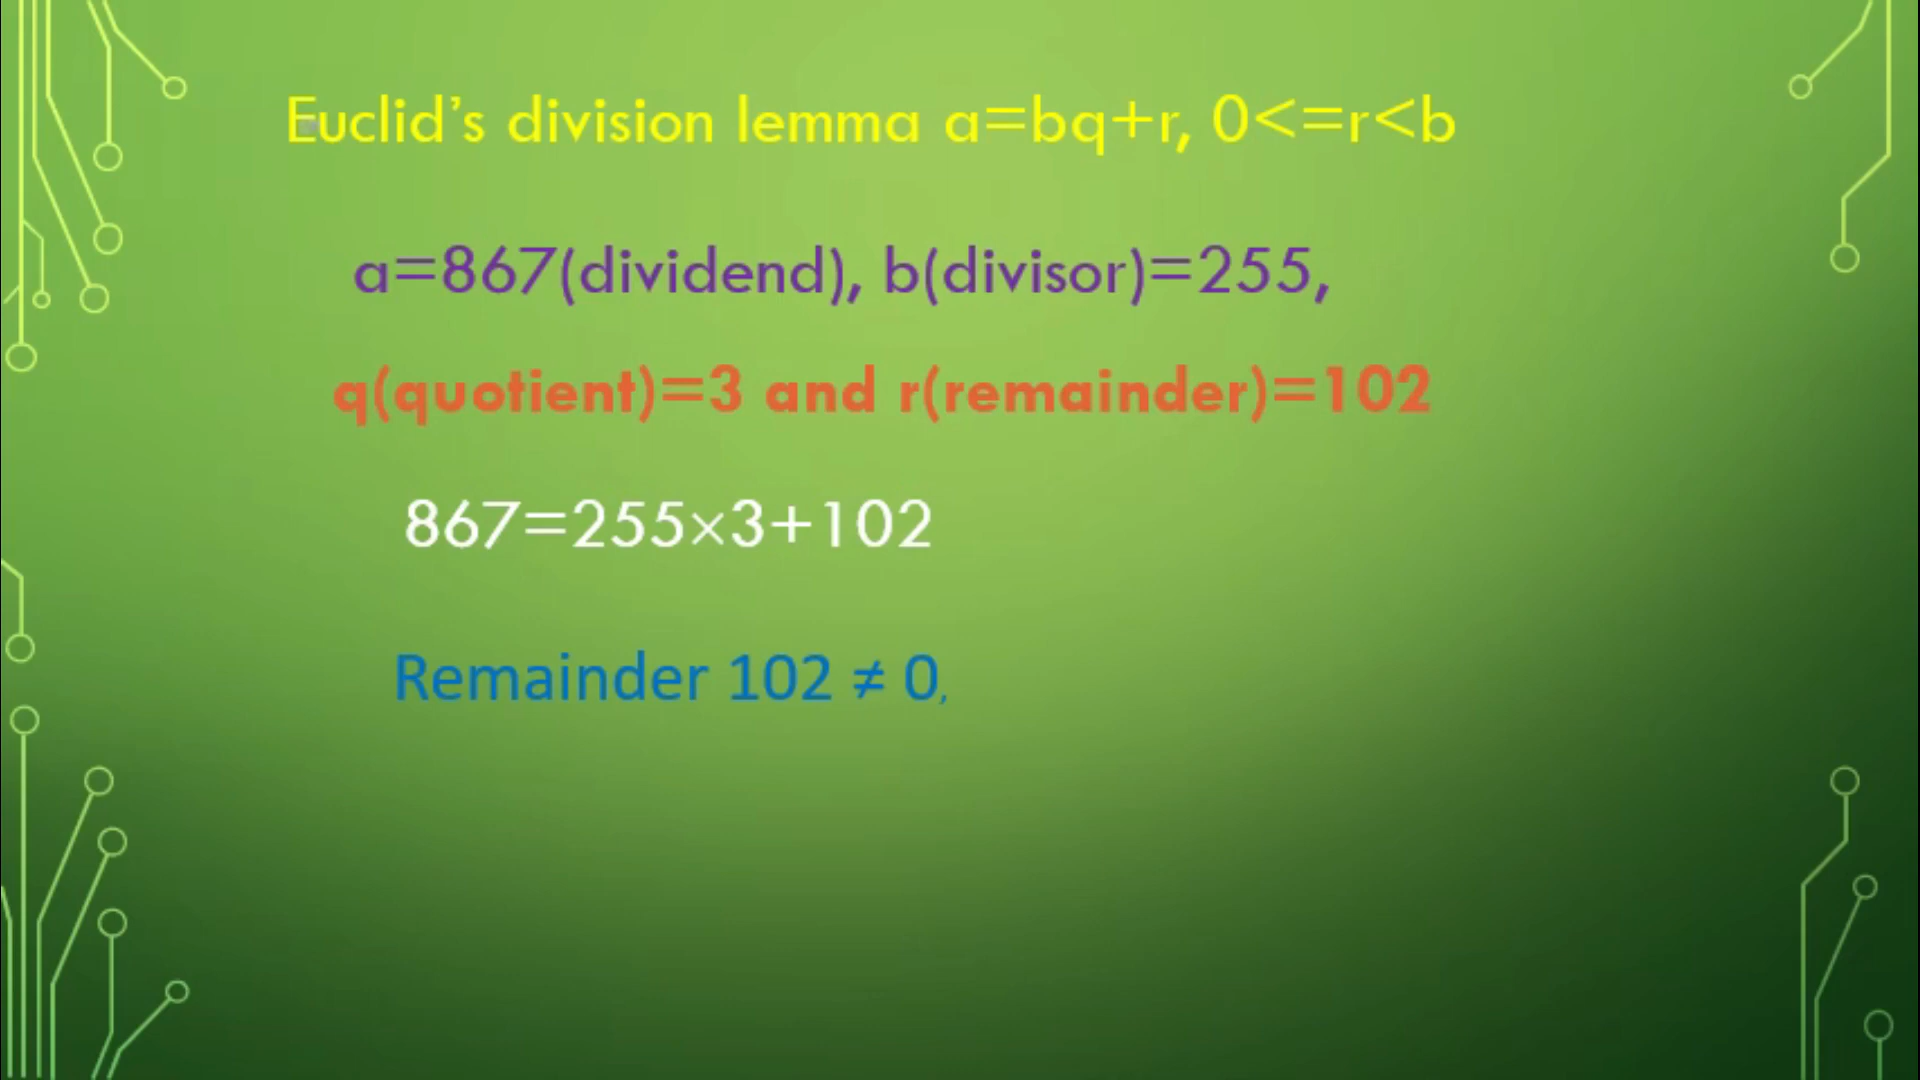 Euclid’s division lemma a=bq+r, 0<=r<b
a=867(dividend), b(divisor)=255,
q(quotient)=3 and r(remainder)=102
867=255×3+102
Remainder 102 ≠ 0,